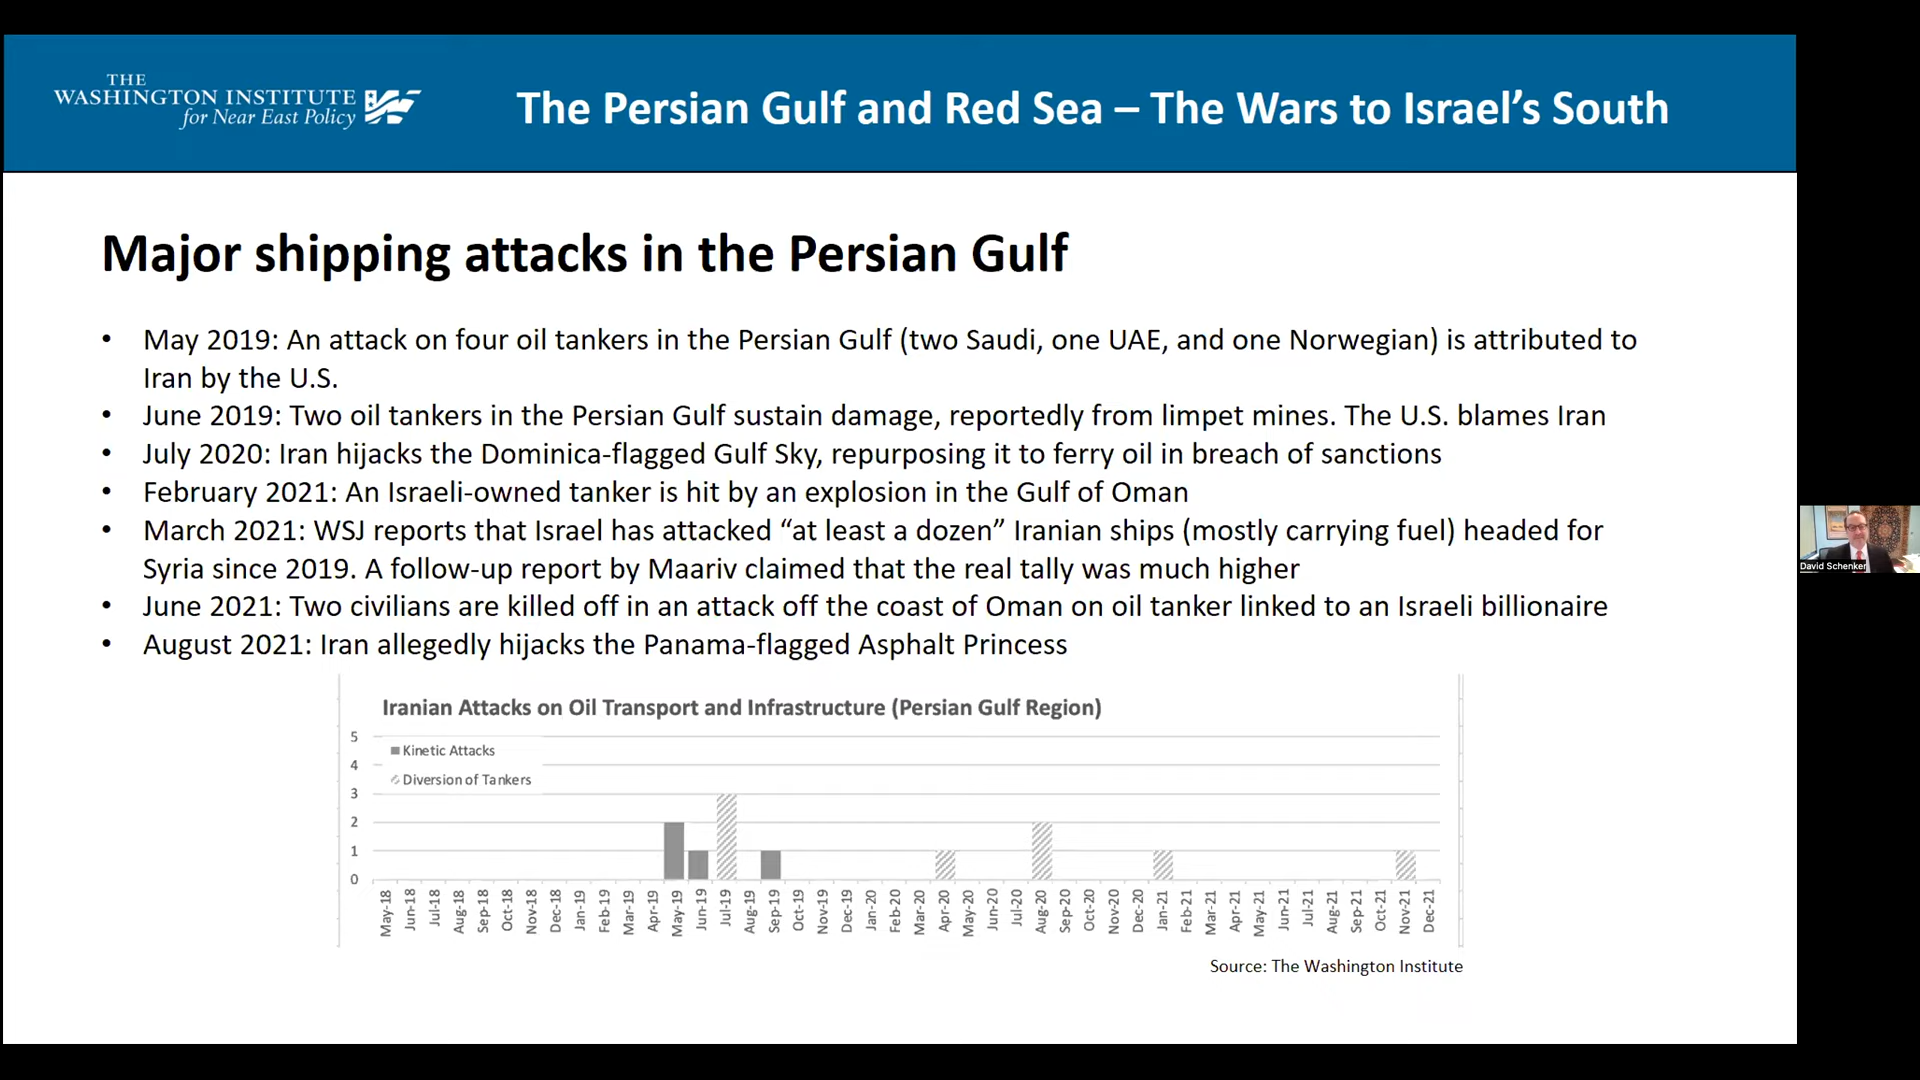 THE
WASHINGTON INSTITUTE
for Near East Policy
The Persian Gulf and Red Sea – The Wars to Israel’s South
Major shipping attacks in the Persian Gulf
• May 2019: An attack on four oil tankers in the Persian Gulf (two Saudi, one UAE, and one Norwegian) is attributed to
Iran by the U.S.
• June 2019: Two oil tankers in the Persian Gulf sustain damage, reportedly from limpet mines. The U.S. blames Iran
• July 2020: Iran hijacks the Dominica-flagged Gulf Sky, repurposing it to ferry oil in breach of sanctions
• February 2021: An Israeli-owned tanker is hit by an explosion in the Gulf of Oman
• March 2021: WSJ reports that Israel has attacked “at least a dozen” Iranian ships (mostly carrying fuel) headed for
Syria since 2019. A follow-up report by Maariv claimed that the real tally was much higher
• June 2021: Two civilians are killed off in an attack off the coast of Oman on oil tanker linked to an Israeli billionaire
• August 2021: Iran allegedly hijacks the Panama-flagged Asphalt Princess
Iranian Attacks on Oil Transport and Infrastructure (Persian Gulf Region)
5
Kinetic Attacks
4
Diversion of Tankers
3
2
1
0
May-18 Jun-18 Jul-18 Aug-18 Sep-18 Oct-18 Nov-18 Dec-18 Jan-19 Feb-19 Mar-19 Apr-19 May-19 Jun-19 Jul-19 Aug-19 Sep-19 Oct-19 Nov-19 Dec-19 Jan-20 Feb-20 Mar-20 Apr-20 May-20 Jun-20 Jul-20 Aug-20 Sep-20 Oct-20 Nov-20 Dec-20 Jan-21 Feb-21 Mar-21 Apr-21 May-21 Jun-21 Jul-21 Aug-21 Sep-21 Oct-21 Nov-21 Dec-21
Source: The Washington Institute
David Schenker